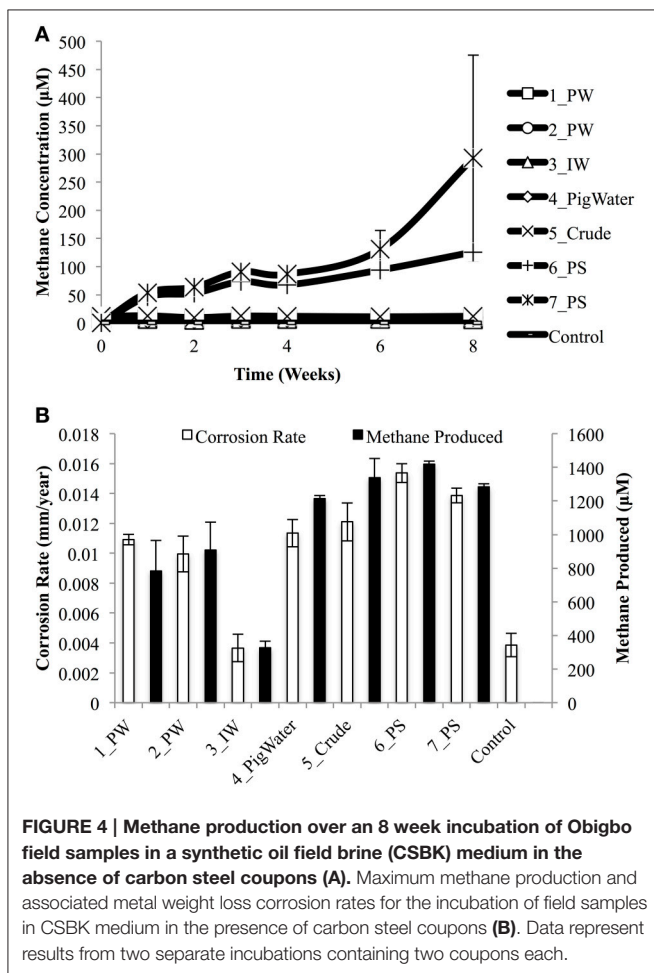 A
500
450
400
350
300
250
200
150
100
50
0
Methane Concentration (µM)
0 2 4 6 8
Time (Weeks)
1_PW
2_PW
3_IW
4_PigWater
5_Crude
6_PS
7_PS
Control
B
Corrosion Rate Methane Produced
0.018
0.016
0.014
0.012
0.01
0.008
0.006
0.004
0.002
0
Corrosion Rate (mm/year)
1600
1400
1200
1000
800
600
400
200
0
Methane Produced (µM)
1_PW 2_PW 3_IW 4_PigWater 5_Crude 6_PS 7_PS Control
FIGURE 4 | Methane production over an 8 week incubation of Obigbo
field samples in a synthetic oil field brine (CSBK) medium in the
absence of carbon steel coupons (A). Maximum methane production and
associated metal weight loss corrosion rates for the incubation of field samples
in CSBK medium in the presence of carbon steel coupons (B). Data represent
results from two separate incubations containing two coupons each.